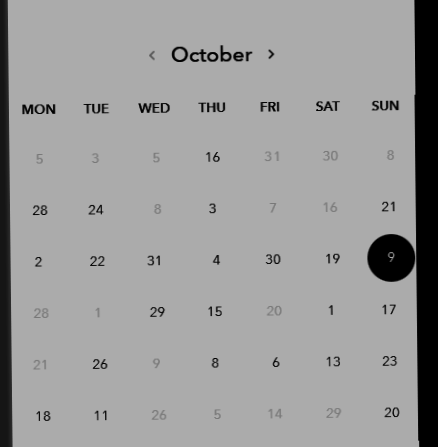 ‹ October ›
MON TUE WED THU FRI SAT SUN
5 3 5 16 31 30 8
28 24 8 3 7 16 21
2 22 31 4 30 19 9
28 1 29 15 20 1 17
21 26 9 8 6 13 23
18 11 26 5 14 29 20